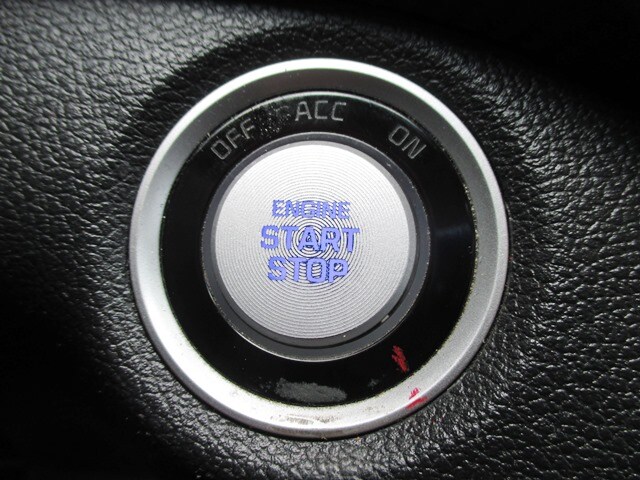 OFF ACC ON
ENGINE
START
STOP